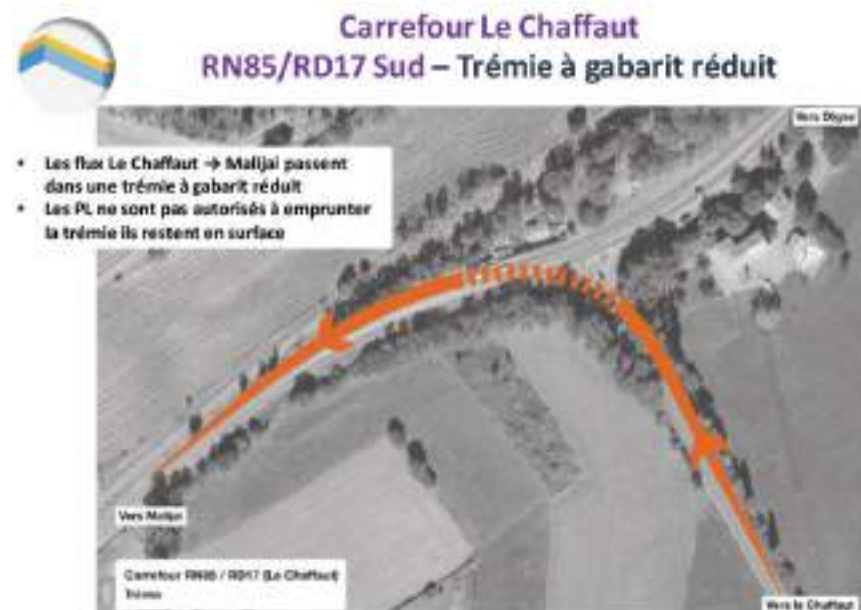 Carrefour Le Chaffaut
RN85/RD17 Sud – Trémie à gabarit réduit
Vers Digne
• Les flux Le Chaffaut → Malijai passent
dans une trémie à gabarit réduit
• Les PL ne sont pas autorisés à emprunter
la trémie ils restent en surface
Vers Malijai
Carrefour RN85 / RD17 (Le Chaffaut)
Trémie
Vers le Chaffaut